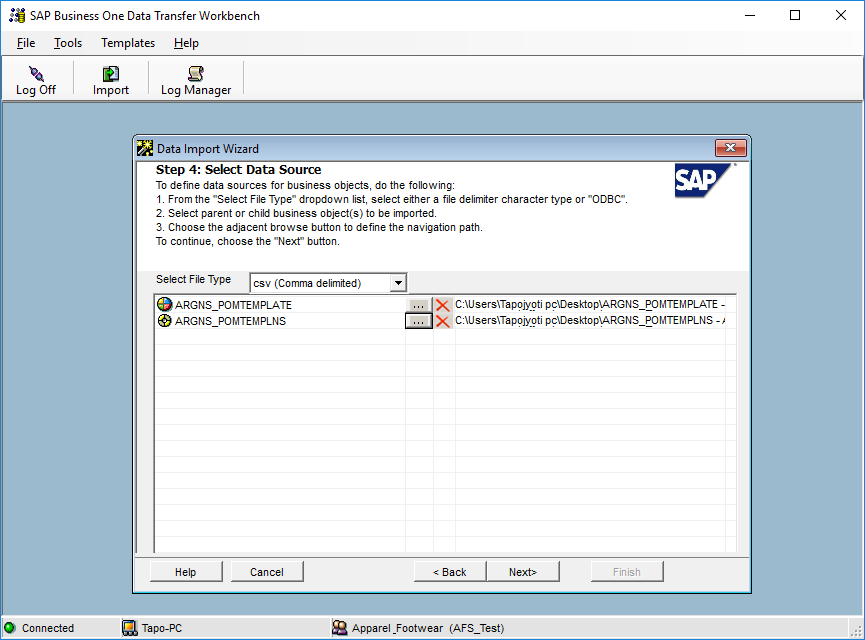 SAP Business One Data Transfer Workbench
File Tools Templates Help
Log Off Import Log Manager
Data Import Wizard
Step 4: Select Data Source
To define data sources for business objects, do the following:
1. From the "Select File Type" dropdown list, select either a file delimiter character type or "ODBC".
2. Select parent or child business object(s) to be imported.
3. Choose the adjacent browse button to define the navigation path.
To continue, choose the "Next" button.
SAP
Select File Type csv (Comma delimited)
ARGNS_POMTEMPLATE ... C:\Users\Tapojyoti pc\Desktop\ARGNS_POMTEMPLATE -
ARGNS_POMTEMPLNS ... C:\Users\Tapojyoti pc\Desktop\ARGNS_POMTEMPLNS - A
Help Cancel < Back Next> Finish
Connected Tapo-PC Apparel_Footwear (AFS_Test)